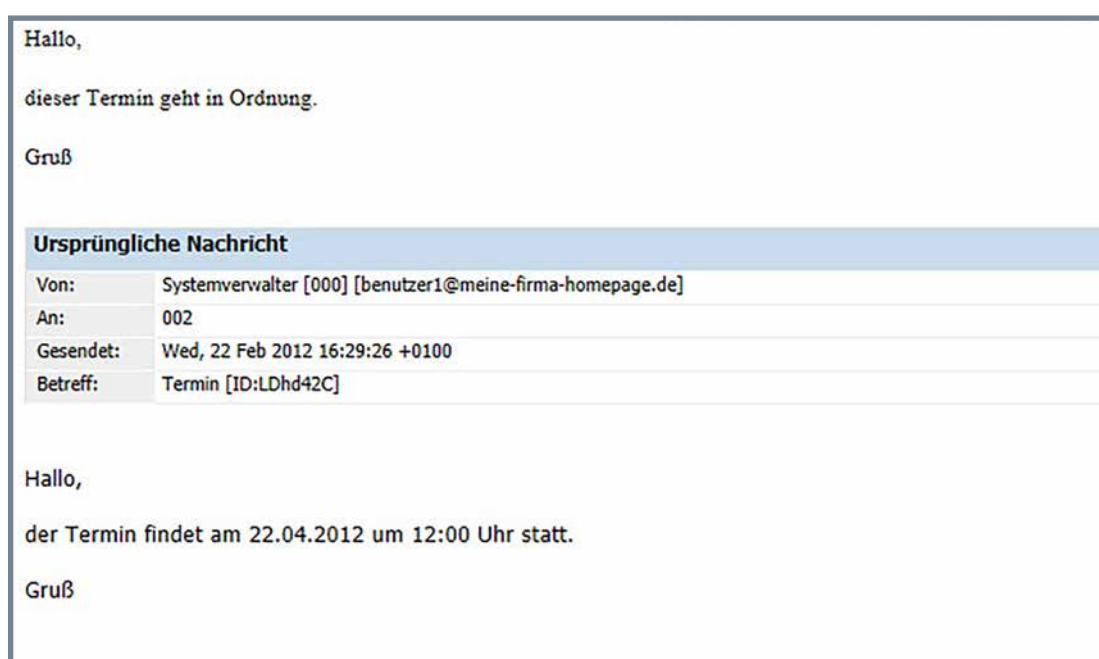 Hallo,
dieser Termin geht in Ordnung.
Gruß
Ursprüngliche Nachricht
Von: Systemverwalter [000] [benutzer1@meine-firma-homepage.de]
An: 002
Gesendet: Wed, 22 Feb 2012 16:29:26 +0100
Betreff: Termin [ID:LDhd42C]
Hallo,
der Termin findet am 22.04.2012 um 12:00 Uhr statt.
Gruß